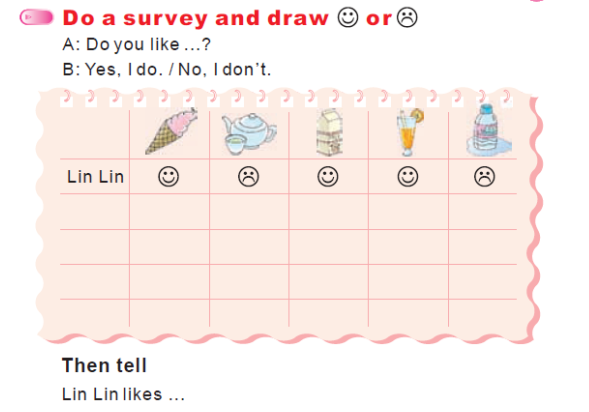 Do a survey and draw ☺ or ☹
A: Do you like ...?
B: Yes, I do. / No, I don't.
Lin Lin
Then tell
Lin Lin likes ...